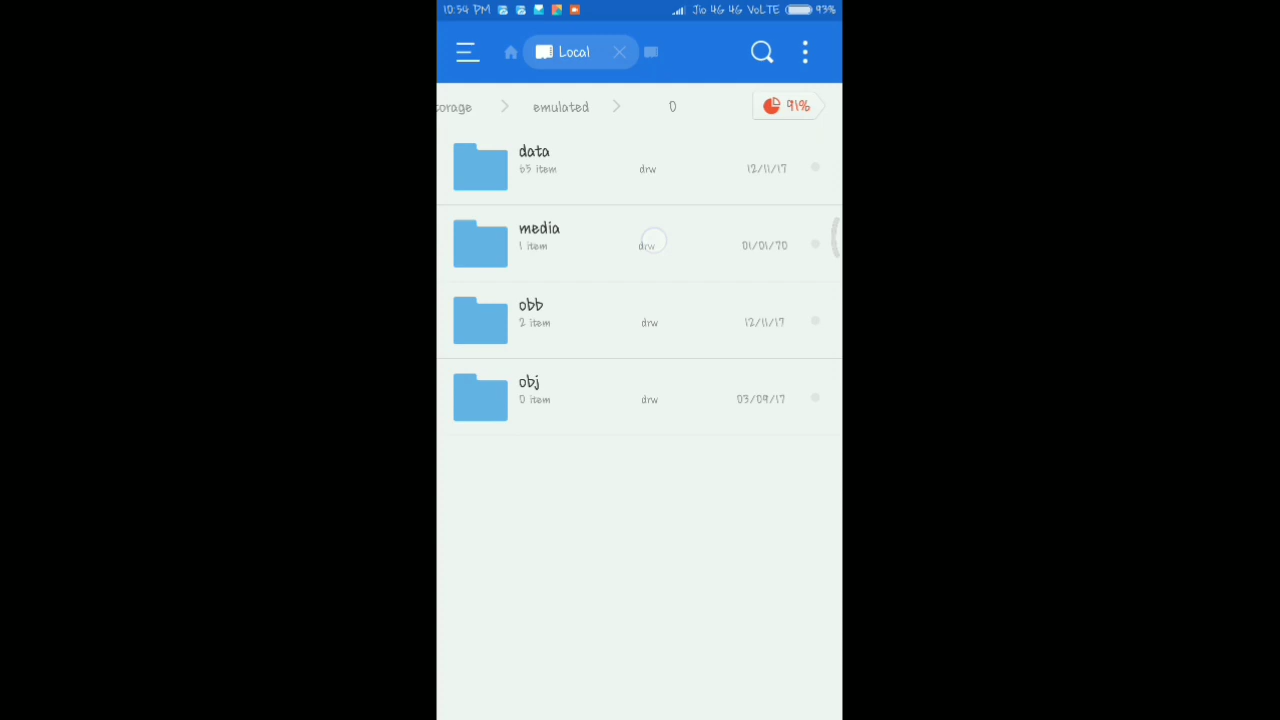 10:54 PM Jio 4G 4G VoLTE 93%
Local
torage emulated 0 91%
data
65 item drw 12/11/17
media
1 item drw 01/01/70
obb
2 item drw 12/11/17
obj
0 item drw 03/09/17